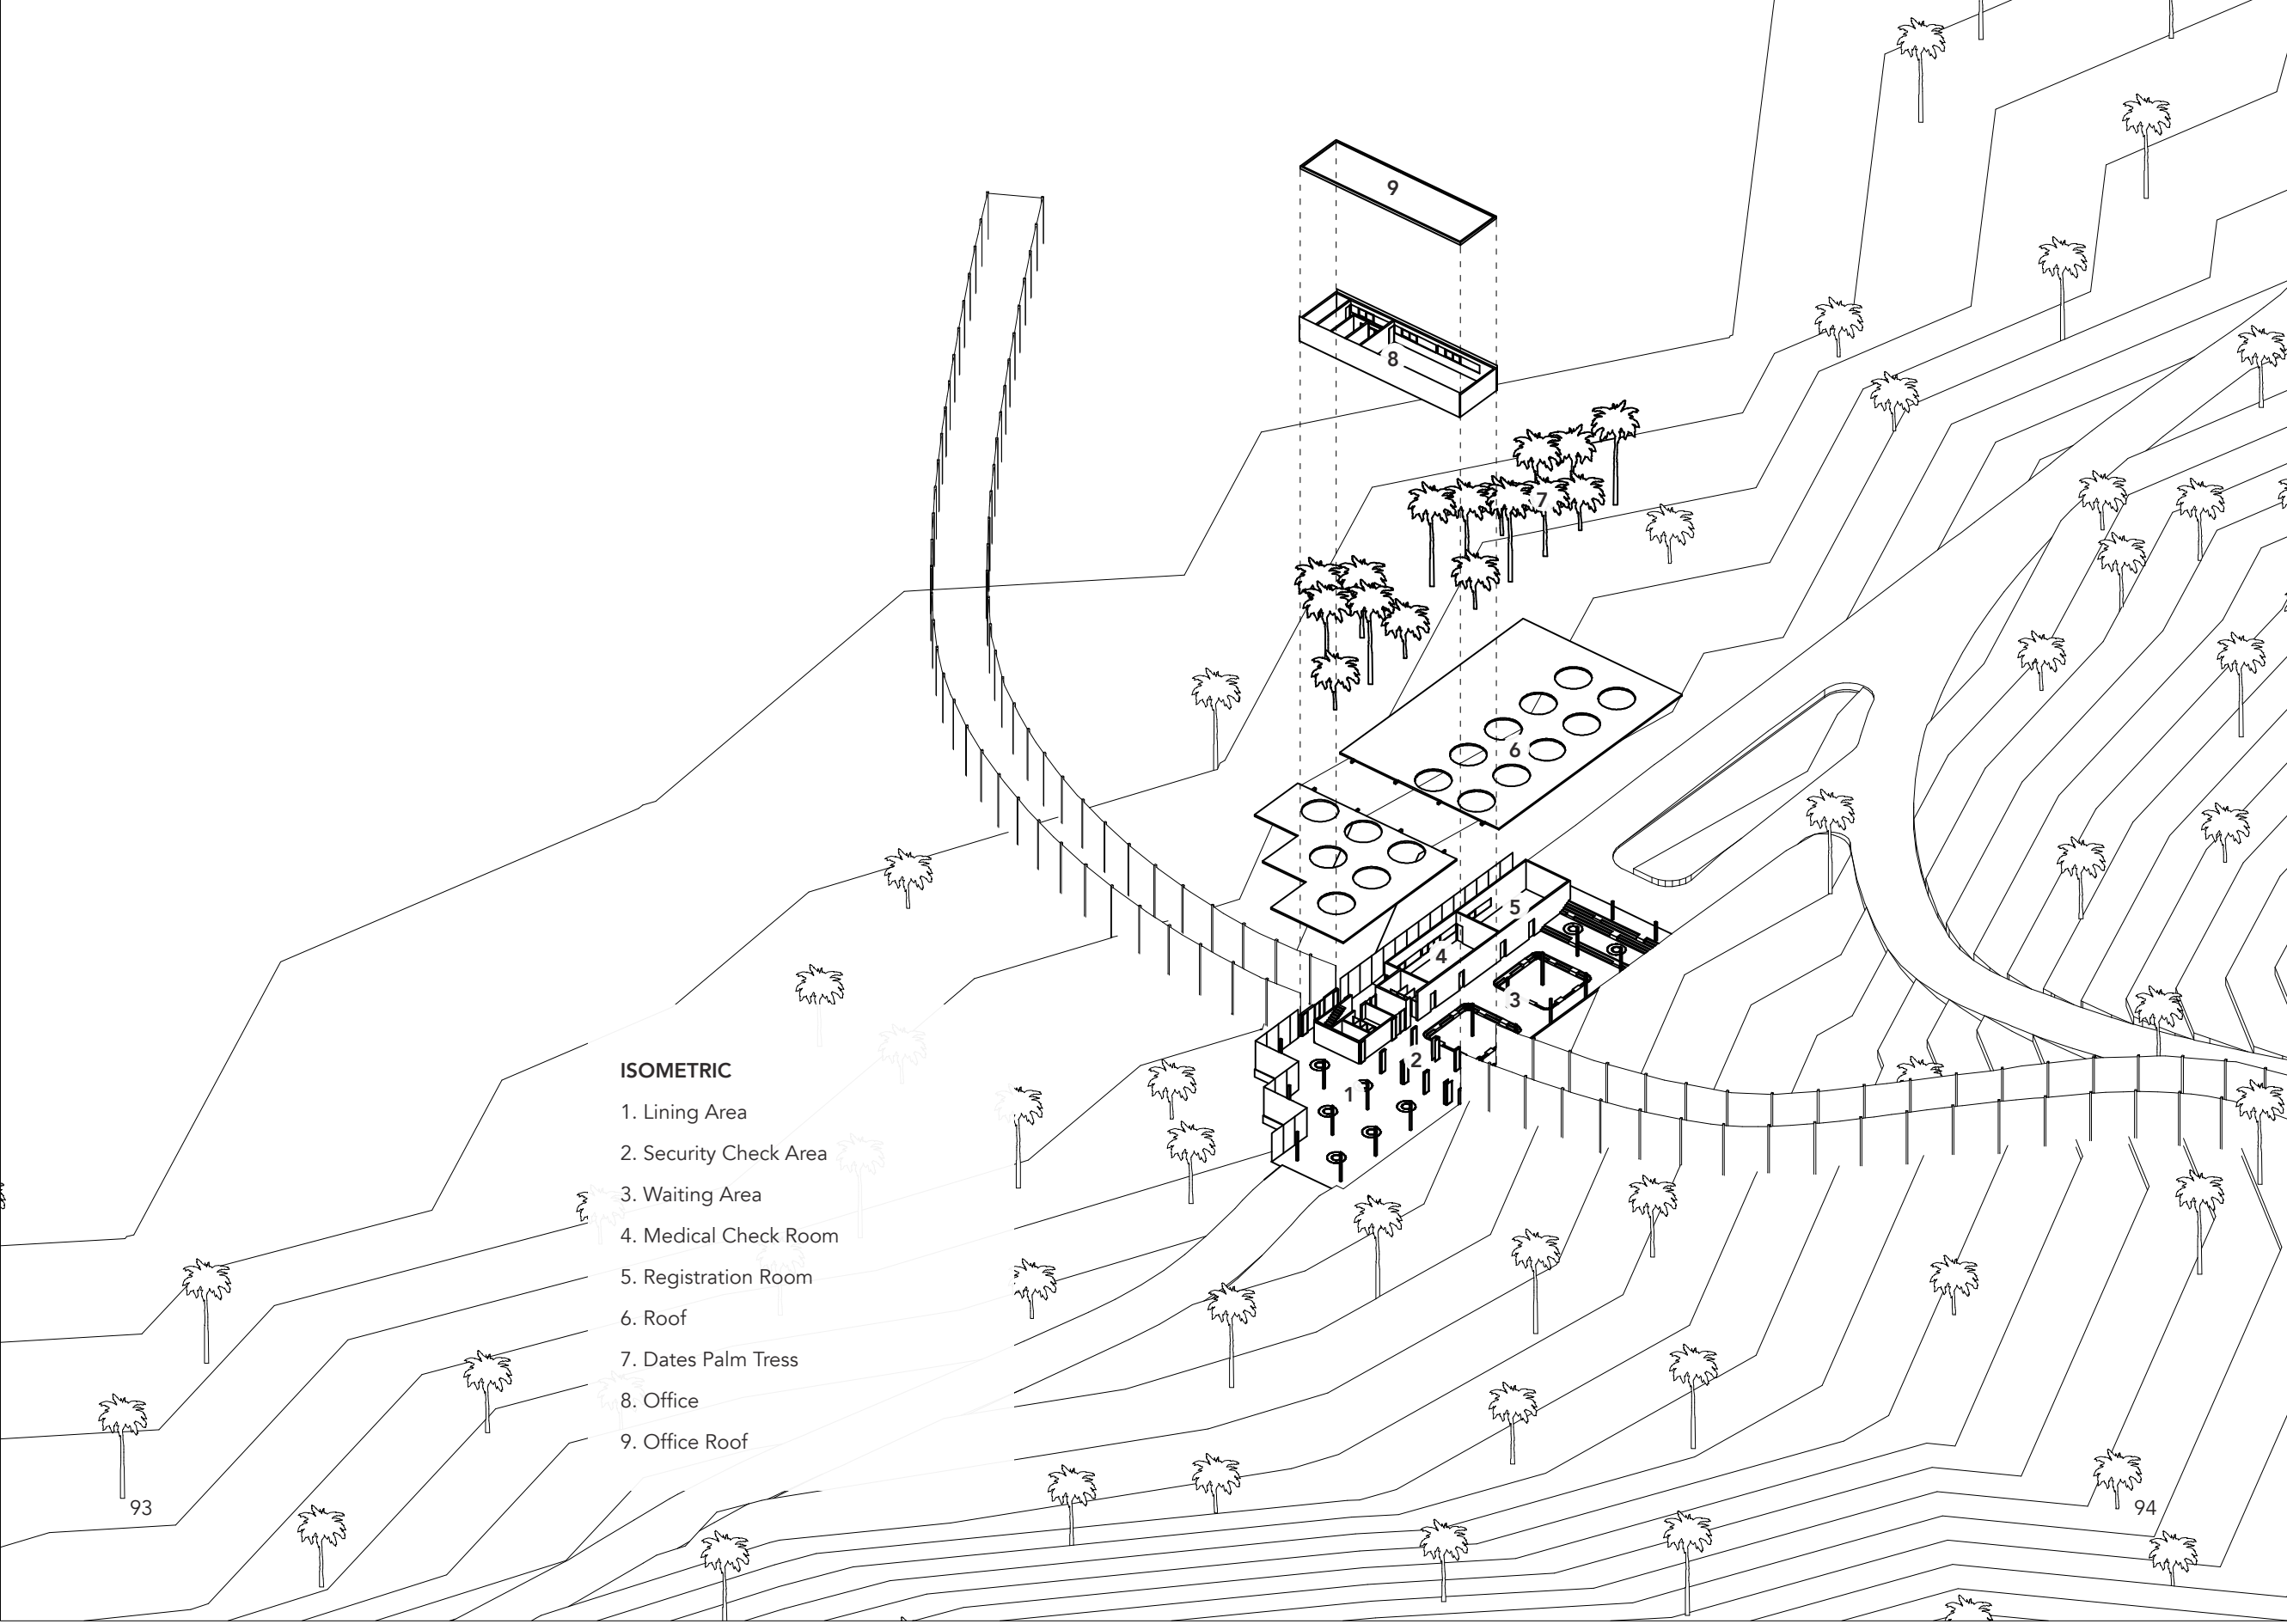 9
8
7
6
5
4
3
2
1
ISOMETRIC
1. Lining Area
2. Security Check Area
3. Waiting Area
4. Medical Check Room
5. Registration Room
6. Roof
7. Dates Palm Tress
8. Office
9. Office Roof
93
94